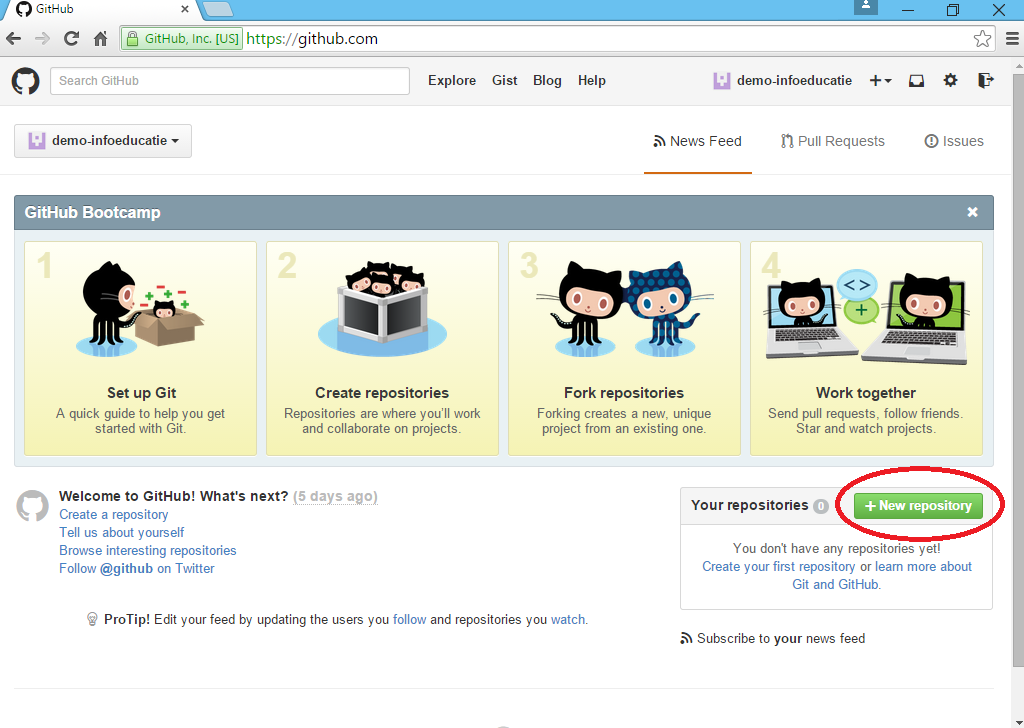 GitHub
GitHub, Inc. [US] https://github.com
Search GitHub Explore Gist Blog Help demo-infoeducatie
demo-infoeducatie News Feed Pull Requests Issues
GitHub Bootcamp
1
Set up Git
A quick guide to help you get
started with Git.
2
Create repositories
Repositories are where you'll work
and collaborate on projects.
3
Fork repositories
Forking creates a new, unique
project from an existing one.
4
Work together
Send pull requests, follow friends.
Star and watch projects.
Welcome to GitHub! What's next? (5 days ago)
Create a repository
Tell us about yourself
Browse interesting repositories
Follow @github on Twitter
ProTip! Edit your feed by updating the users you follow and repositories you watch.
Your repositories 0 + New repository
You don't have any repositories yet!
Create your first repository or learn more about
Git and GitHub.
Subscribe to your news feed